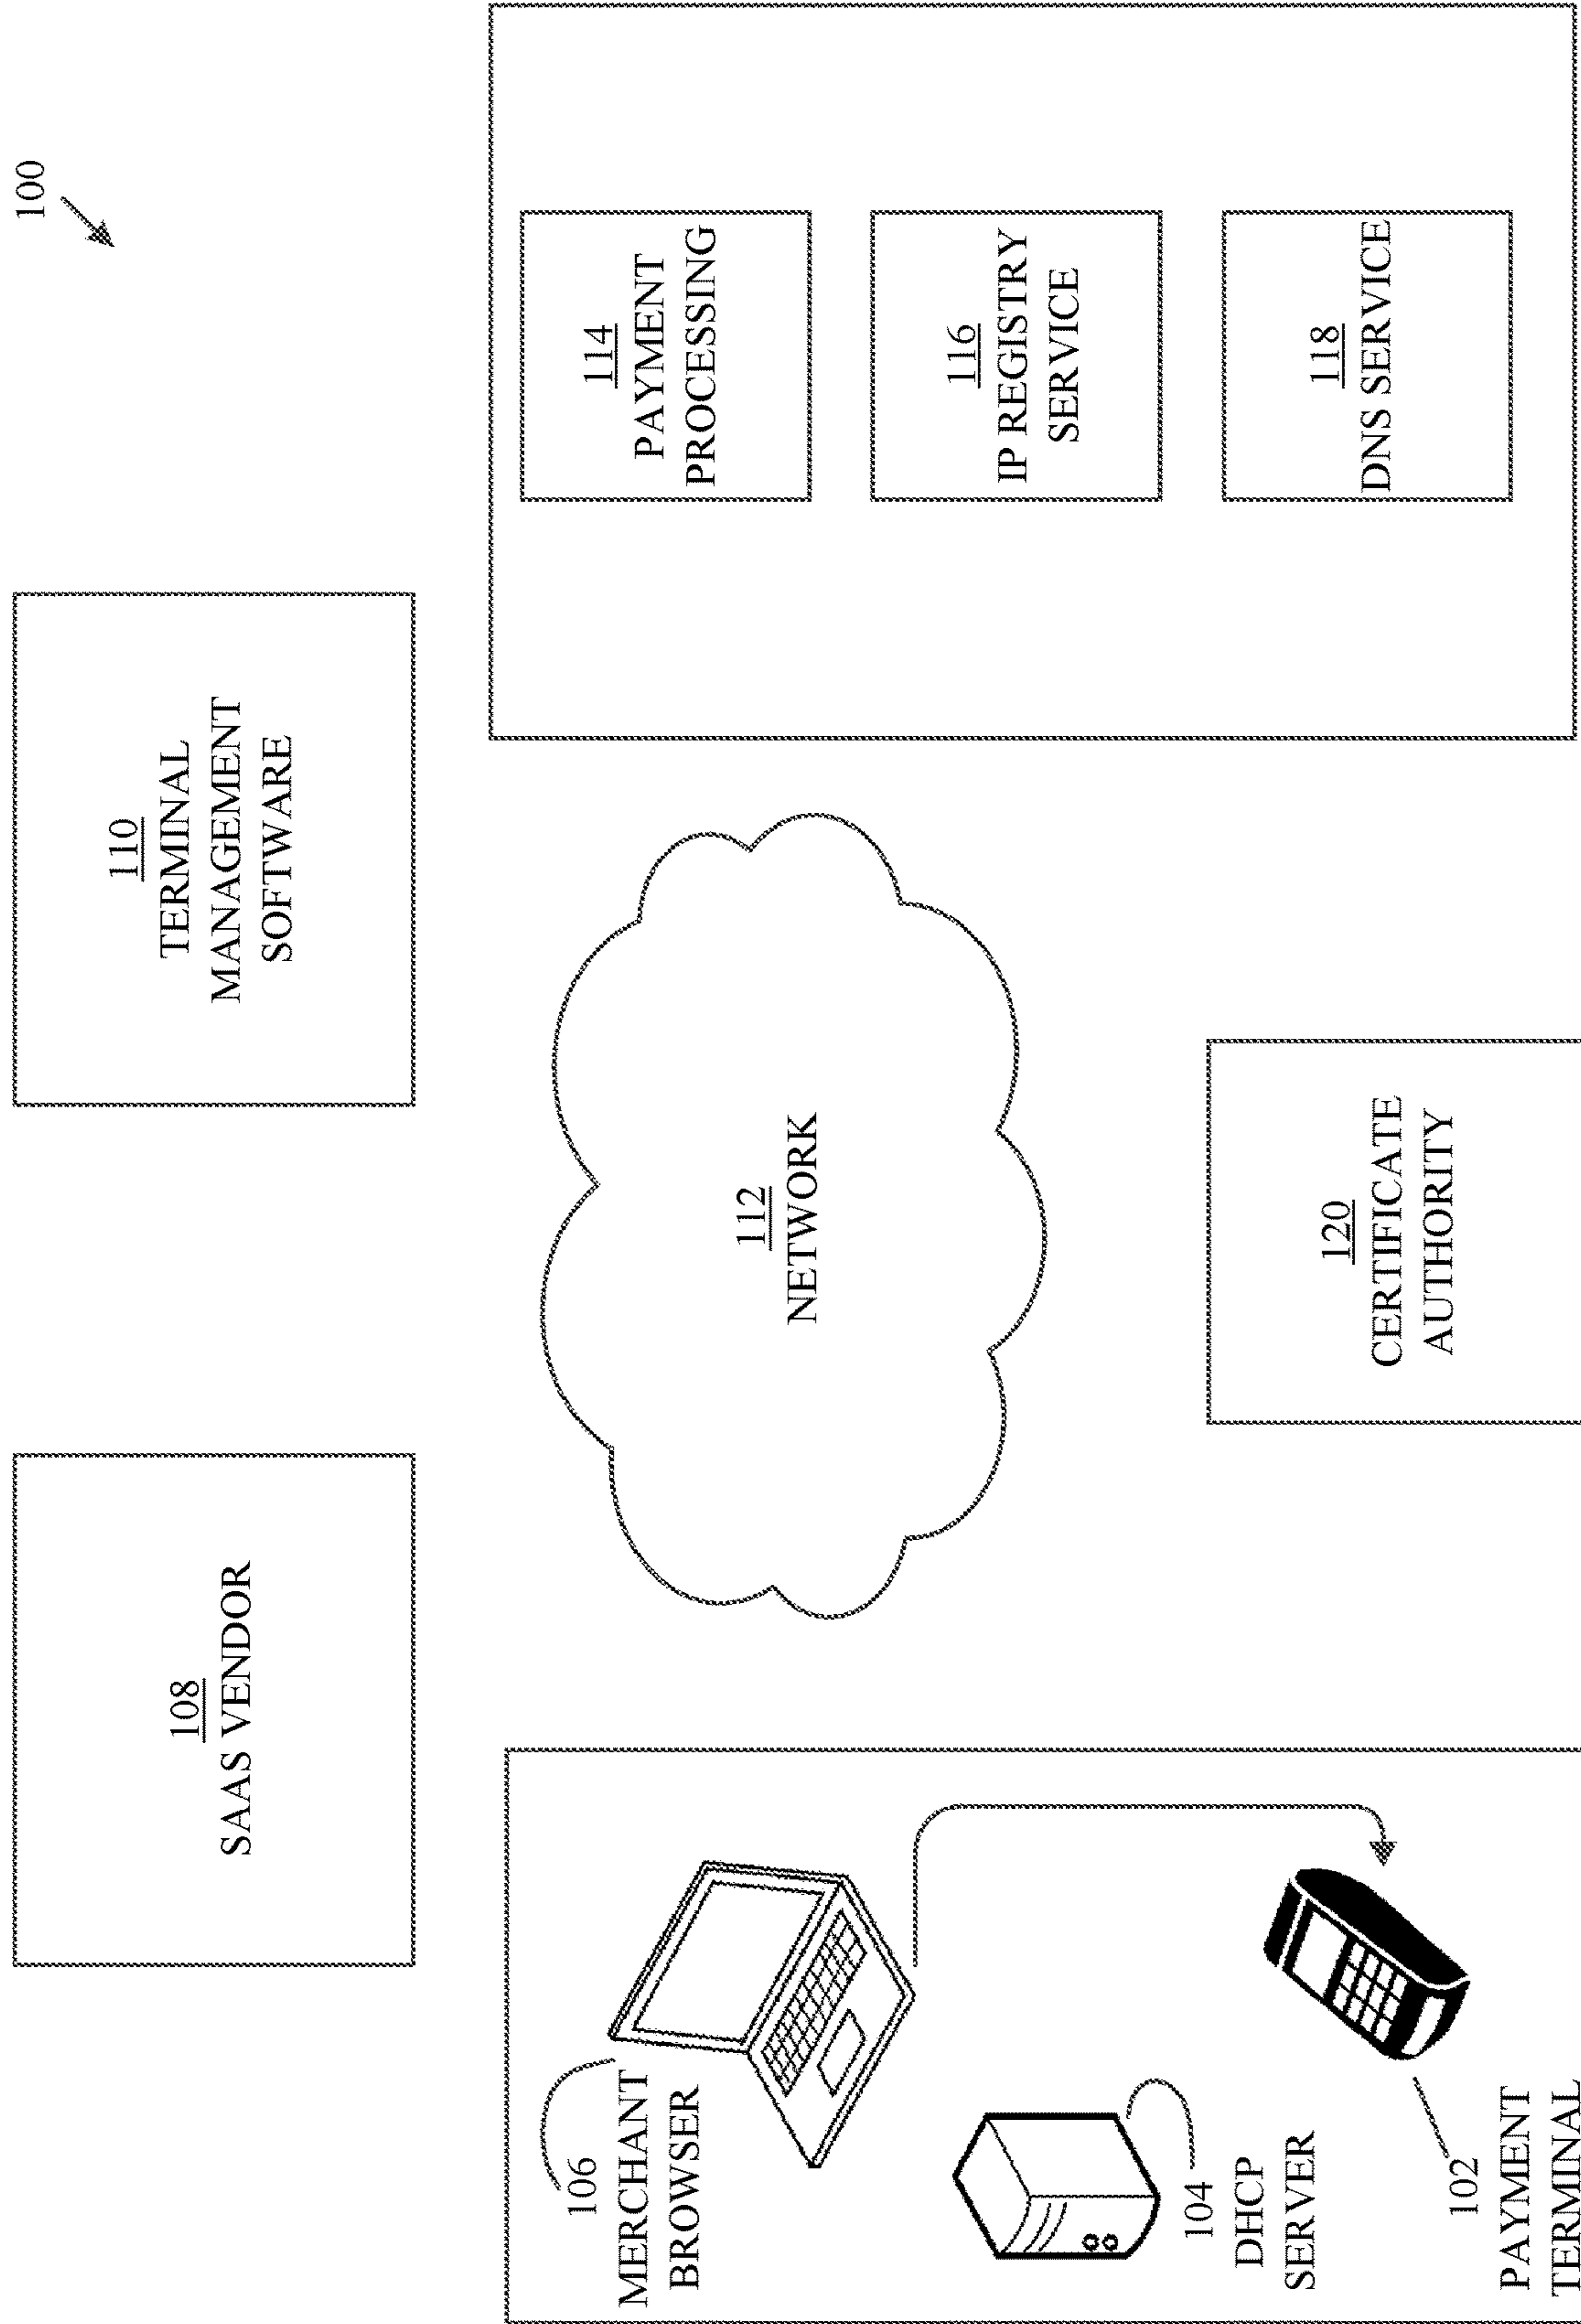 100
108
SAAS VENDOR
110
TERMINAL
MANAGEMENT
SOFTWARE
106
MERCHANT
BROWSER
104
DHCP
SERVER
102
PAYMENT
TERMINAL
112
NETWORK
120
CERTIFICATE
AUTHORITY
114
PAYMENT
PROCESSING
116
IP REGISTRY
SERVICE
118
DNS SERVICE